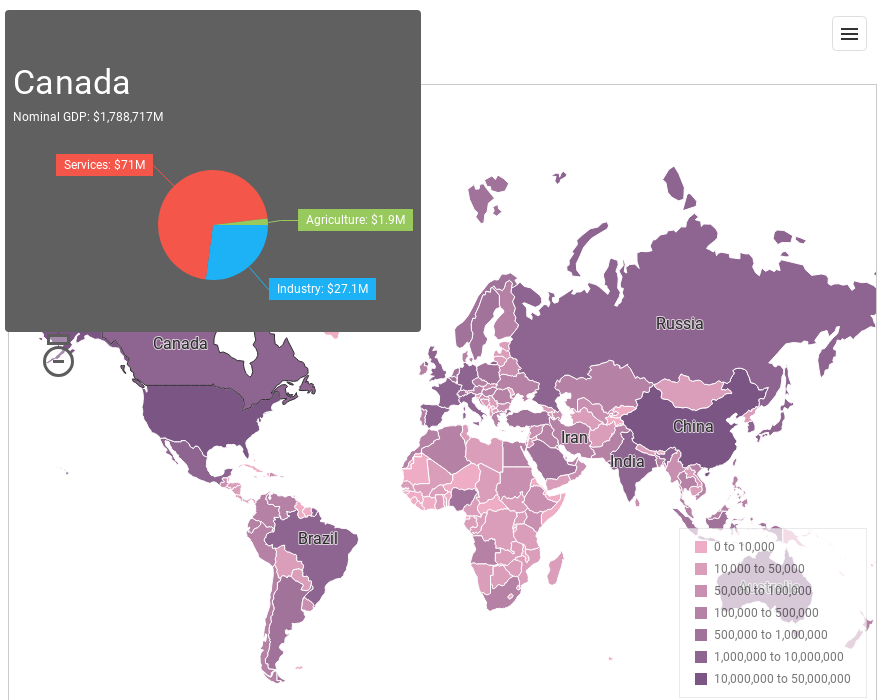 Canada
Nominal GDP: $1,788,717M
Services: $71M
Agriculture: $1.9M
Industry: $27.1M
Russia
Canada
China
Iran
India
Brazil
Australia
0 to 10,000
10,000 to 50,000
50,000 to 100,000
100,000 to 500,000
500,000 to 1,000,000
1,000,000 to 10,000,000
10,000,000 to 50,000,000